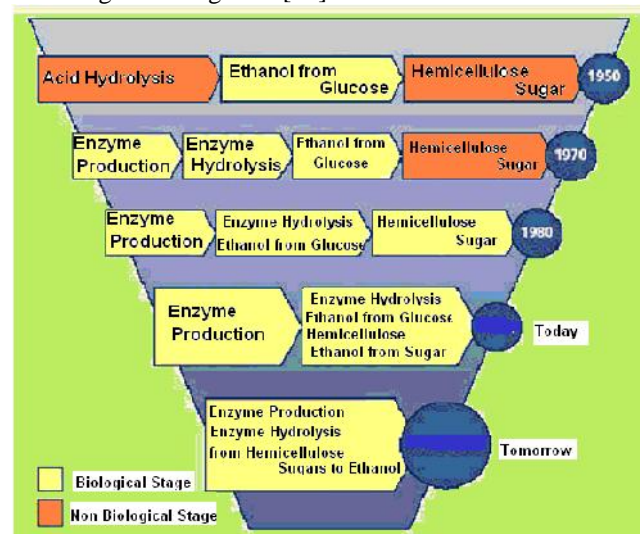 Acid Hydrolysis
Ethanol from
Glucose
Hemicellulose
Sugar
1950
Enzyme
Production
Enzyme
Hydrolysis
Ethanol from
Glucose
Hemicellulose
Sugar
1970
Enzyme
Production
Enzyme Hydrolysis
Ethanol from Glucose
Hemicellulose
Sugar
1980
Enzyme
Production
Enzyme Hydrolysis
Ethanol from Glucose
Hemicellulose
Ethanol from Sugar
Today
Enzyme Production
Enzyme Hydrolysis
from Hemicellulose
Sugars to Ethanol
Tomorrow
Biological Stage
Non Biological Stage